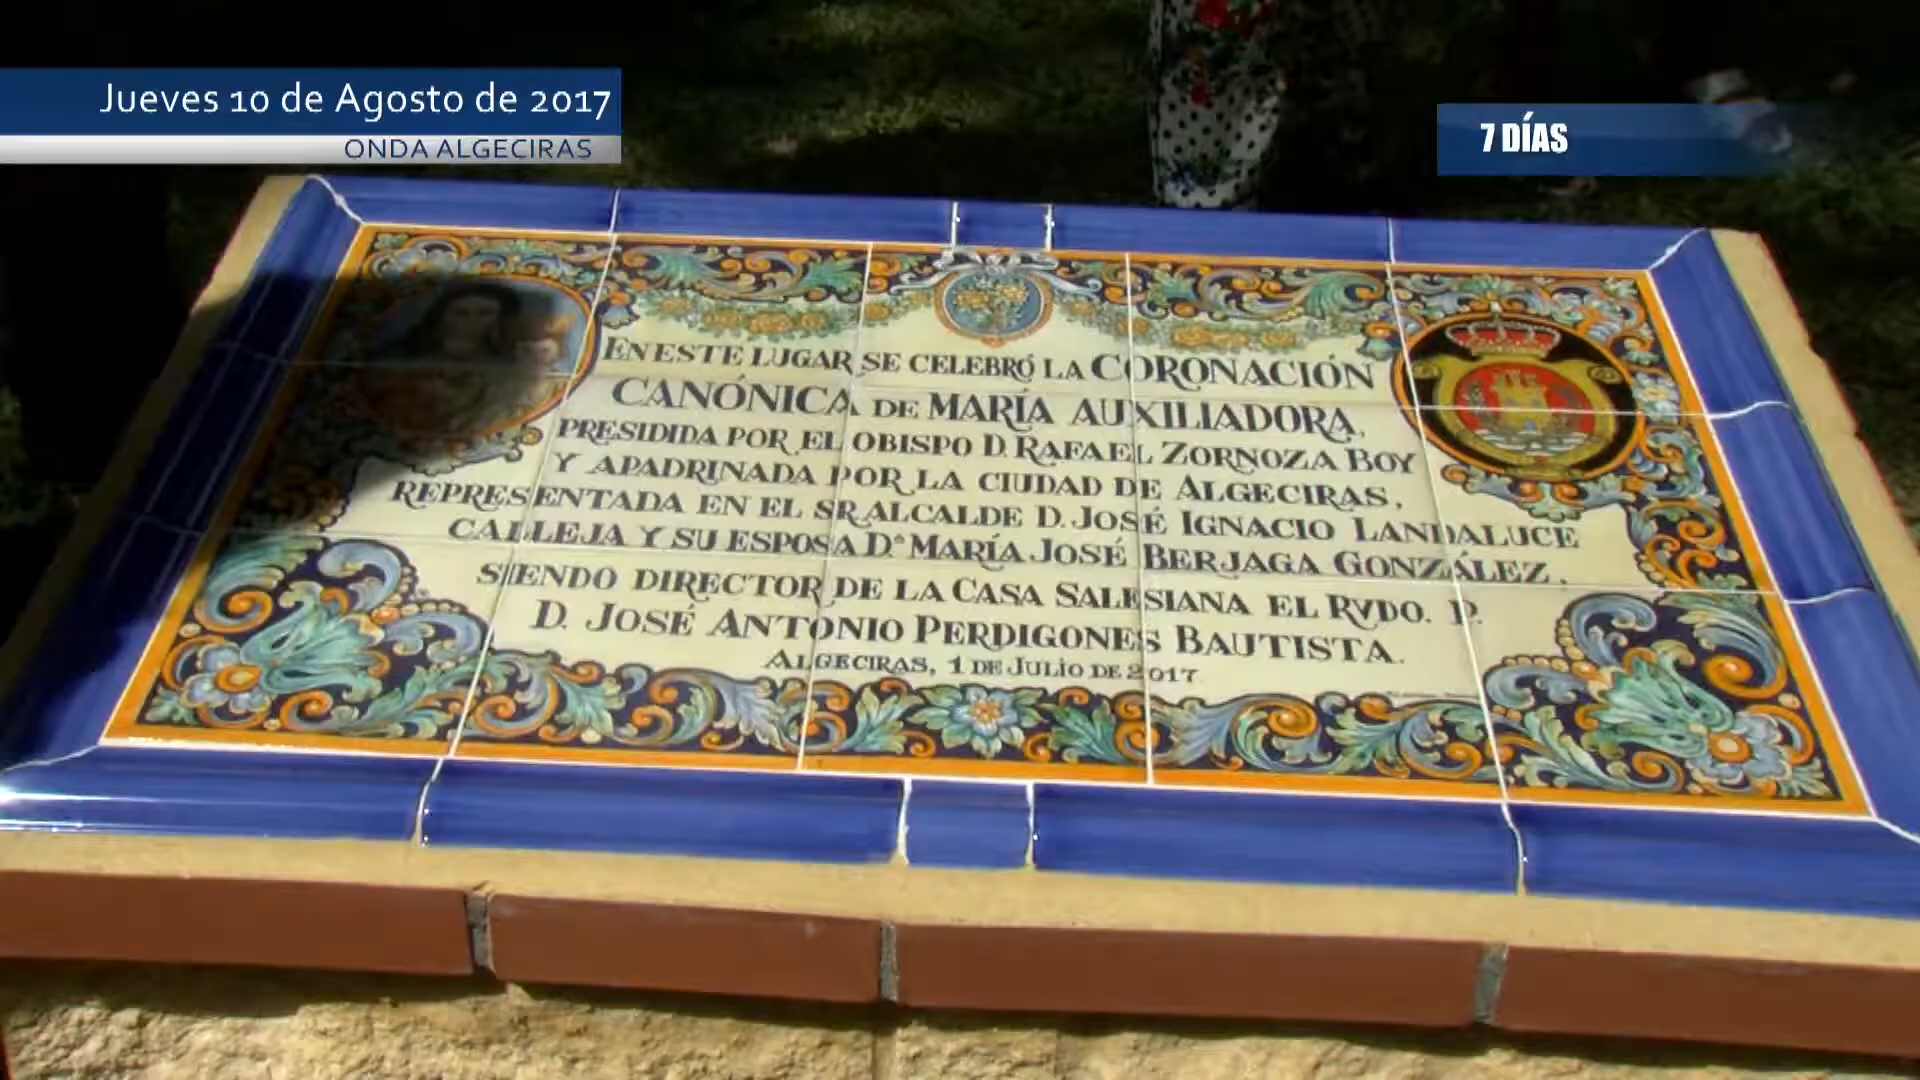 Jueves 10 de Agosto de 2017
ONDA ALGECIRAS
7 DÍAS
EN ESTE LUGAR SE CELEBRÓ LA CORONACIÓN
CANÓNICA DE MARÍA AUXILIADORA,
PRESIDIDA POR EL OBISPO D. RAFAEL ZORNOZA BOY
Y APADRINADA POR LA CIUDAD DE ALGECIRAS,
REPRESENTADA EN EL SR. ALCALDE D. JOSÉ IGNACIO LANDALUCE
CALLEJA Y SU ESPOSA Dª MARÍA JOSÉ BERJAGA GONZÁLEZ,
SIENDO DIRECTOR DE LA CASA SALESIANA EL RVDO. P.
D. JOSÉ ANTONIO PERDIGONES BAUTISTA.
ALGECIRAS, 1 DE JULIO DE 2017